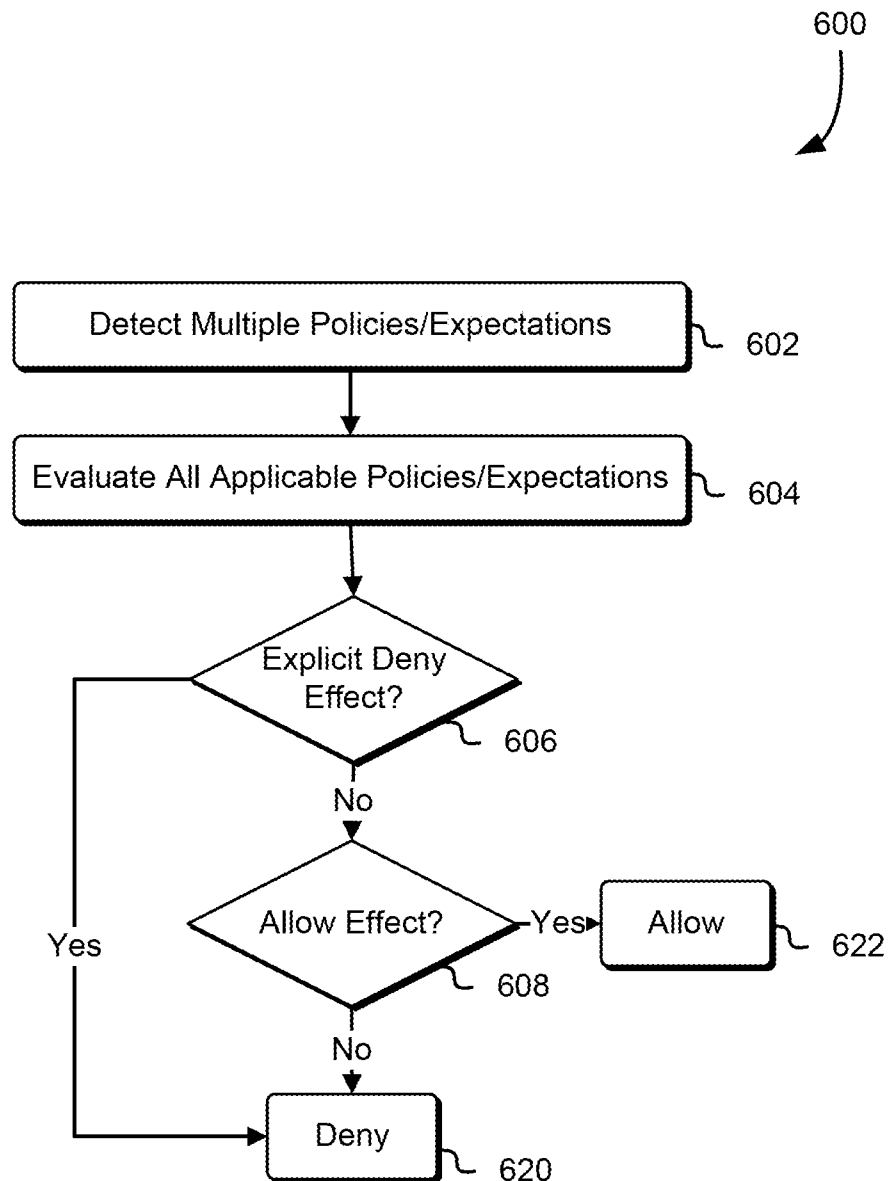 600
Detect Multiple Policies/Expectations
602
Evaluate All Applicable Policies/Expectations
604
Explicit Deny
Effect?
606
No
Allow Effect?
Yes
Allow
622
608
Yes
No
Deny
620